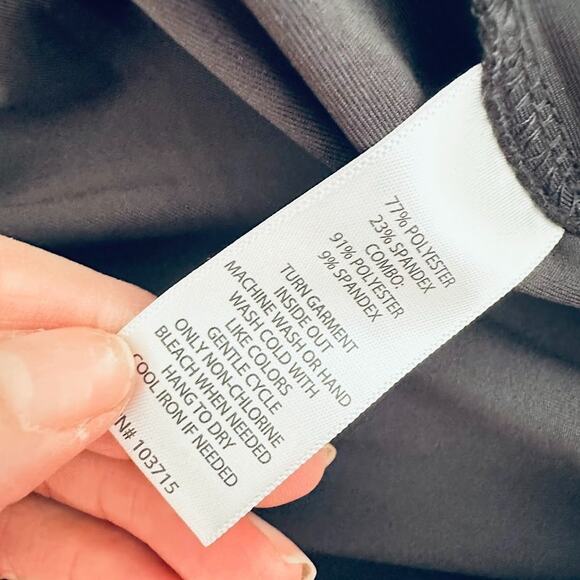 77% POLYESTER
23% SPANDEX
COMBO:
91% POLYESTER
9% SPANDEX
TURN GARMENT
INSIDE OUT
MACHINE WASH OR HAND
WASH COLD WITH
LIKE COLORS
GENTLE CYCLE
ONLY NON-CHLORINE
BLEACH WHEN NEEDED
HANG TO DRY
COOL IRON IF NEEDED
N# 103715